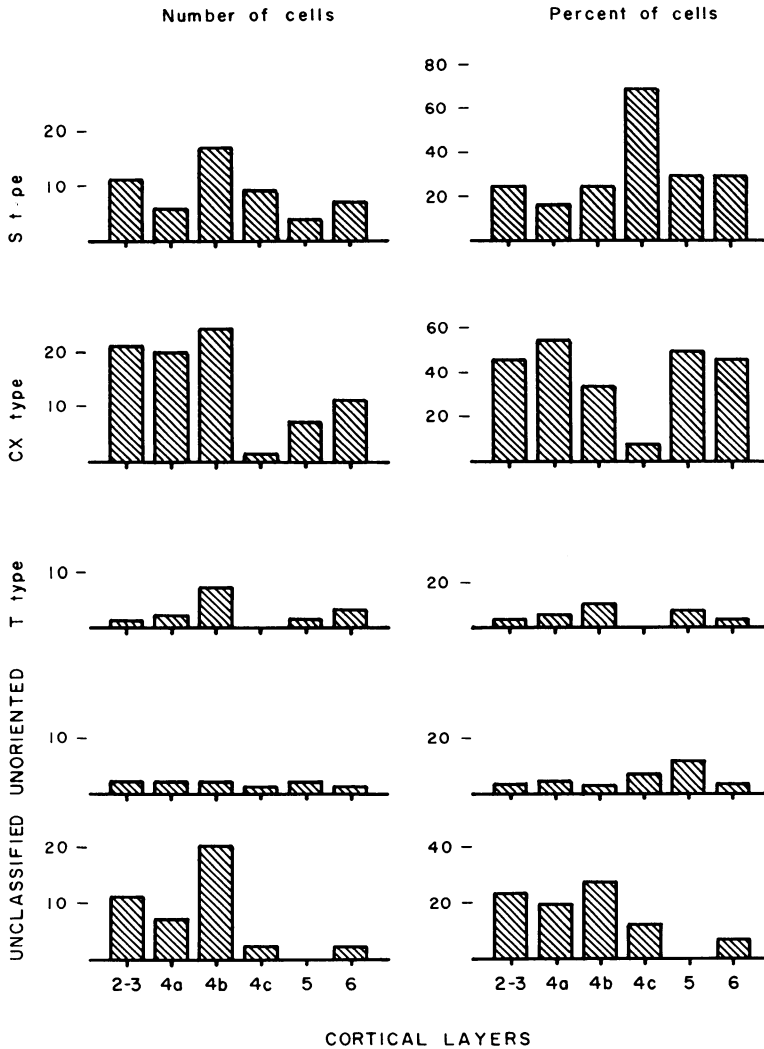 Number of cells
Percent of cells
S t-pe
20
10
80
60
40
20
CX type
20
10
60
40
20
T type
10
20
UNORIENTED
10
20
UNCLASSIFIED
20
10
40
20
2-3 4a 4b 4c 5 6
2-3 4a 4b 4c 5 6
CORTICAL LAYERS